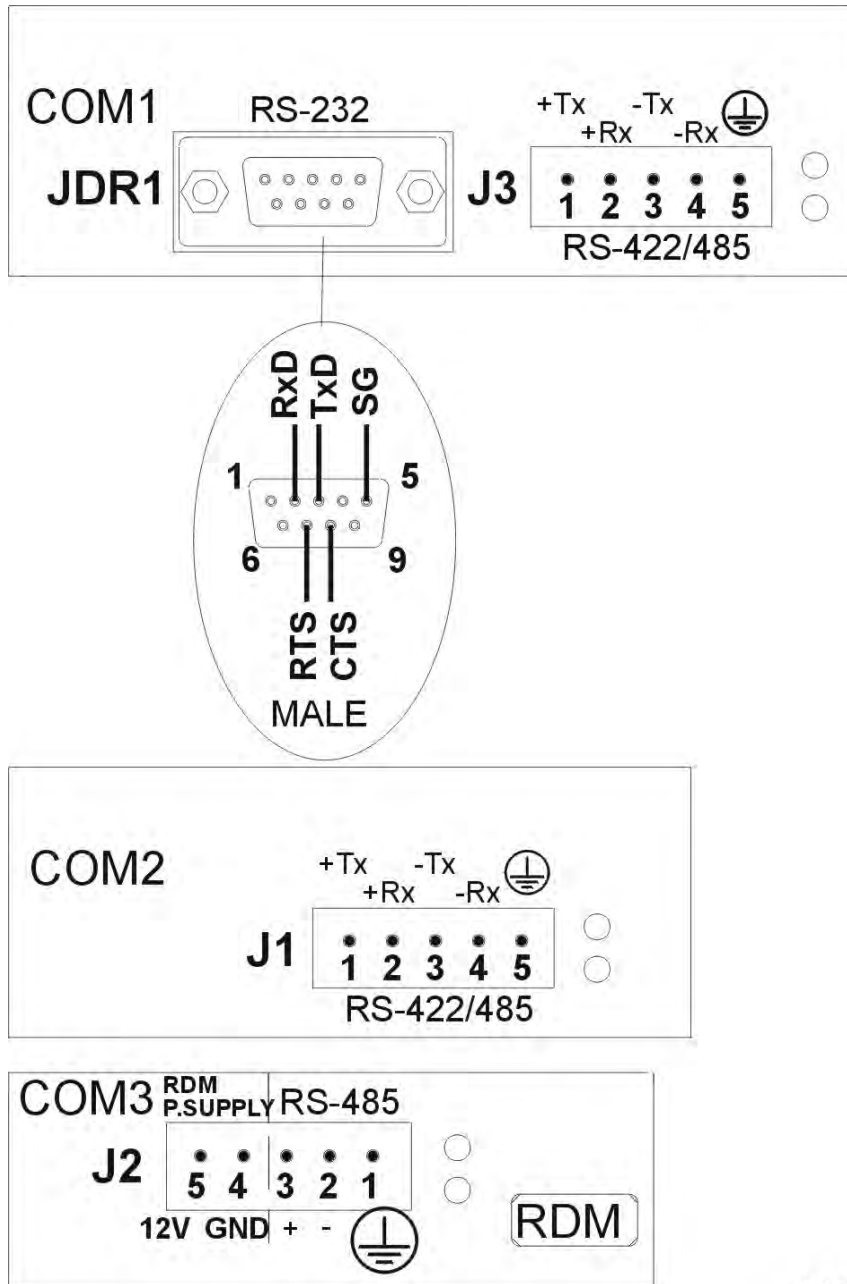 COM1 RS-232 +Tx -Tx
+Rx -Rx
JDR1 J3 1 2 3 4 5
RS-422/485
RxD TxD SG
1 5
6 9
RTS CTS
MALE
COM2 +Tx -Tx
+Rx -Rx
J1 1 2 3 4 5
RS-422/485
COM3 RDM
P.SUPPLY RS-485
J2 5 4 3 2 1
12V GND + -
RDM